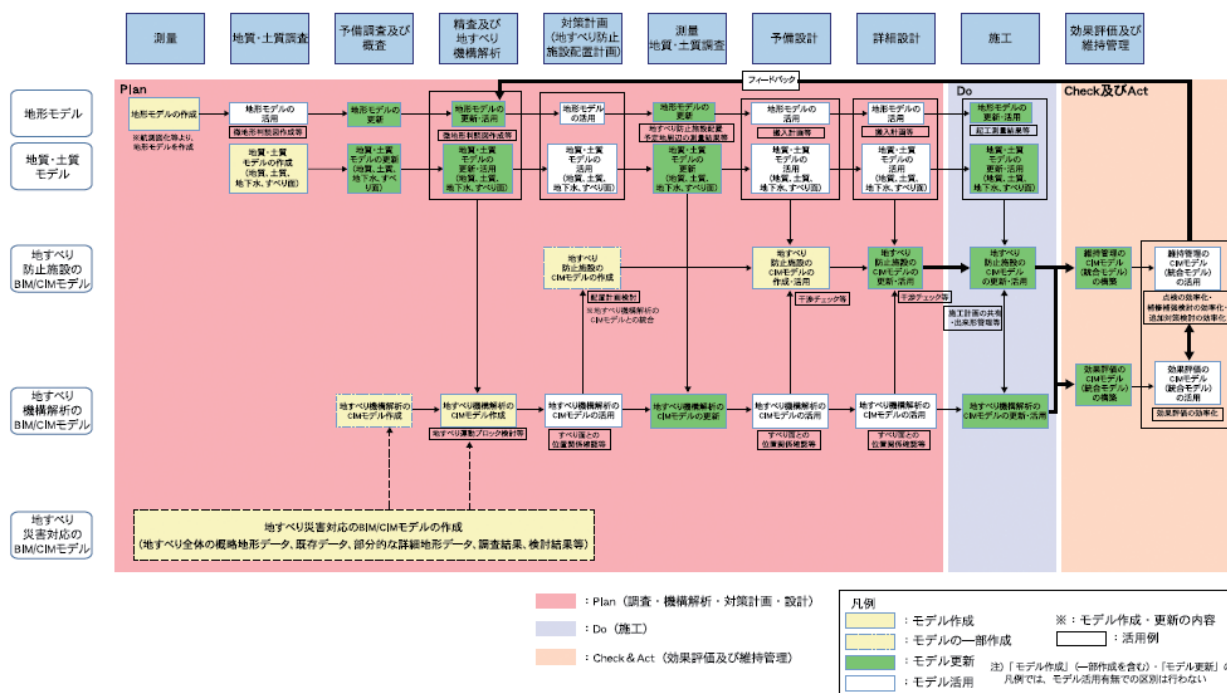 測量
地質・土質調査
予備調査及び
概査
精査及び
地すべり
機構解析
対策計画
(地すべり防止
施設配置計画)
測量
地質・土質調査
予備設計
詳細設計
施工
効果評価及び
維持管理
Plan
フィードバック
Do
Check及びAct
地形モデル
地形モデルの作成
※航測図化等より、
地形モデルを作成
地形モデルの
活用
微地形判読図作成等
地形モデルの
更新
地形モデルの
更新・活用
微地形判読図作成等
地形モデル
の活用
地形モデルの
更新
地すべり防止施設配置
予定地周辺の測量結果等
地形モデルの
活用
搬入計画等
地形モデルの
活用
搬入計画等
地形モデルの
更新・活用
起工測量結果等
地質・土質
モデル
地質・土質
モデルの作成
(地質、土質、
地下水、すべり面)
地質・土質
モデルの更新
(地質、土質、
地下水、すべ
り面)
地質・土質
モデルの
更新・活用
(地質、土質、
地下水、すべり面)
地質・土質
モデルの活用
(地質、土質、
地下水、すべり面)
地質・土質
モデルの
更新
(地質、土質、
地下水、すべり面)
地質・土質
モデルの活用
(地質、土質、
地下水、すべり面)
地質・土質
モデルの活用
(地質、土質、
地下水、すべり面)
地質・土質
モデルの
更新・活用
(地質、土質、
地下水、すべり面)
地すべり
防止施設の
BIM/CIMモデル
地すべり
防止施設の
CIMモデルの作成
配置計画検討
※地すべり機構解析の
CIMモデルとの統合
地すべり
防止施設の
CIMモデルの
作成・活用
干渉チェック等
地すべり
防止施設の
CIMモデルの
更新・活用
干渉チェック等
地すべり
防止施設の
CIMモデル
の更新・活用
施工計画の共有
・出来形管理等
維持管理の
CIMモデル
(統合モデル)
の構築
維持管理の
CIMモデル
(統合モデル)
の活用
点検の効率化・
補修補強検討の効率化・
追加対策検討の効率化
地すべり
機構解析の
BIM/CIMモデル
地すべり機構解析の
CIMモデル作成
地すべり機構解析の
CIMモデル作成
地すべり運動ブロック検討等
地すべり機構解析の
CIMモデルの活用
すべり面との
位置関係確認等
地すべり機構解析の
CIMモデルの更新
地すべり機構解析の
CIMモデルの活用
すべり面との
位置関係確認等
地すべり機構解析の
CIMモデルの活用
すべり面との
位置関係確認等
地すべり機構解析の
CIMモデルの更新・活用
効果評価の
CIMモデル
(統合モデル)
の構築
効果評価の
CIMモデル
(統合モデル)
の活用
効果評価の効率化
地すべり
災害対応の
BIM/CIMモデル
地すべり災害対応のBIM/CIMモデルの作成
(地すべり全体の概略地形データ、既存データ、部分的な詳細地形データ、調査結果、検討結果等)
：Plan（調査・機構解析・対策計画・設計）
：Do（施工）
：Check＆Act（効果評価及び維持管理）
凡例
：モデル作成
：モデルの一部作成
：モデル更新
：モデル活用
※：モデル作成・更新の内容
：活用例
注）「モデル作成」（一部作成を含む）・「モデル更新」の
凡例では、モデル活用有無での区別は行わない